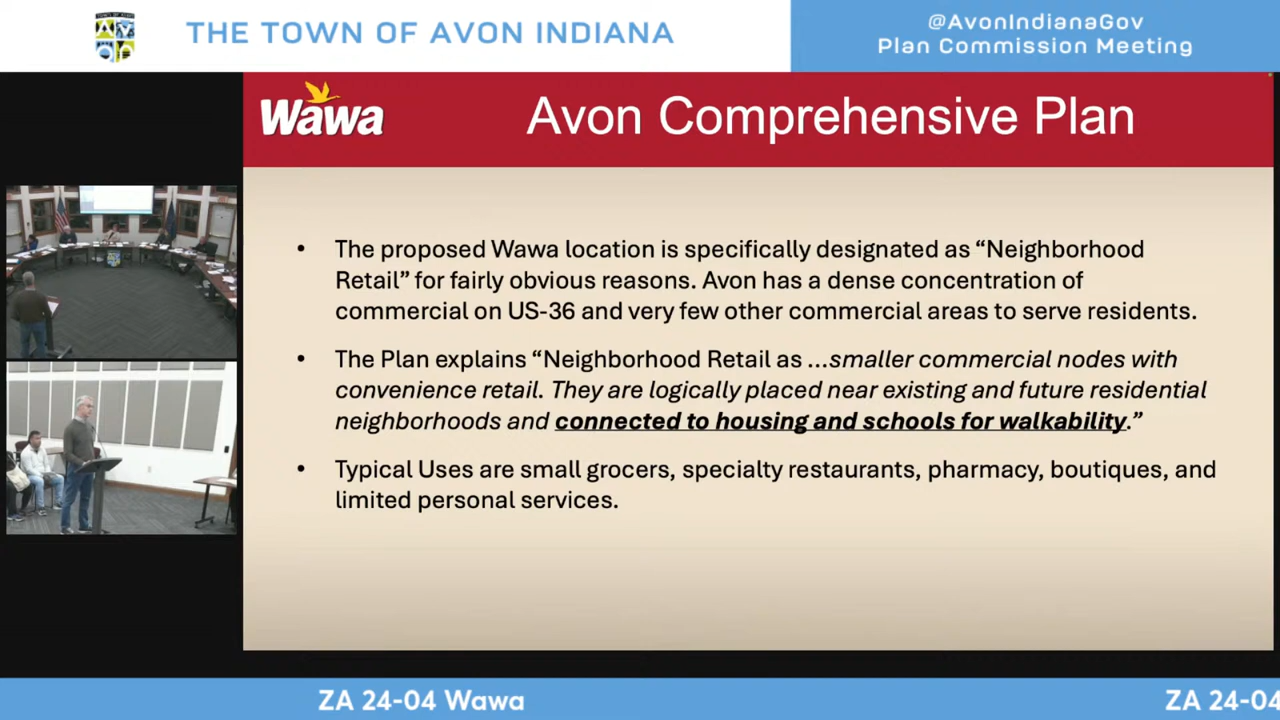 THE TOWN OF AVON INDIANA
@AvonIndianaGov
Plan Commission Meeting
Wawa
Avon Comprehensive Plan
• The proposed Wawa location is specifically designated as “Neighborhood
Retail” for fairly obvious reasons. Avon has a dense concentration of
commercial on US-36 and very few other commercial areas to serve residents.
• The Plan explains “Neighborhood Retail as …smaller commercial nodes with
convenience retail. They are logically placed near existing and future residential
neighborhoods and connected to housing and schools for walkability.”
• Typical Uses are small grocers, specialty restaurants, pharmacy, boutiques, and
limited personal services.
ZA 24-04 Wawa
ZA 24-04